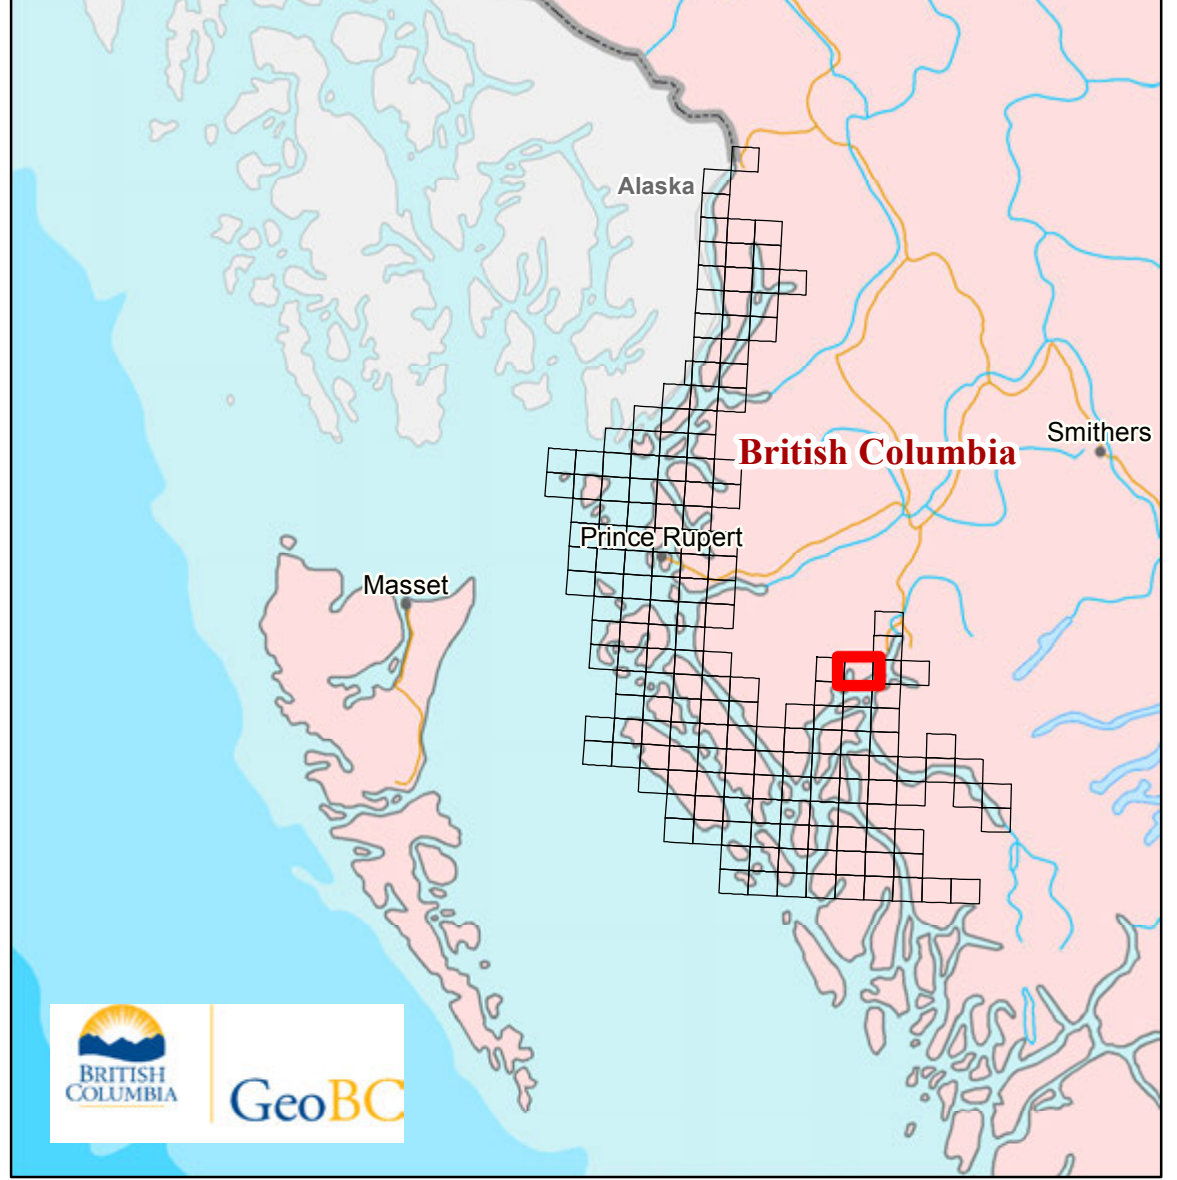 Alaska
British Columbia
Smithers
Prince Rupert
Masset
BRITISH
COLUMBIA
GeoBC